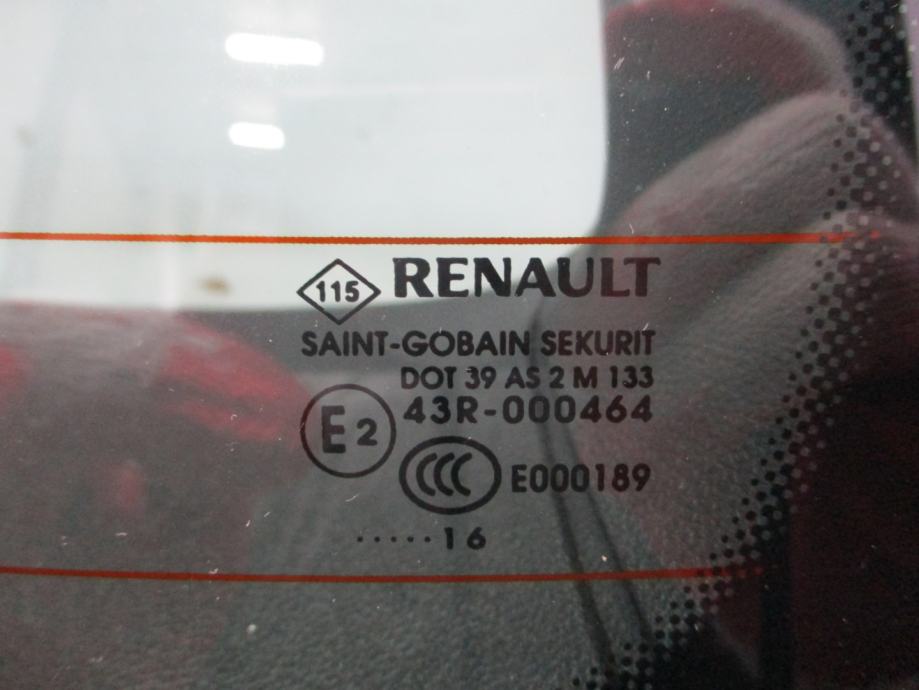 115 RENAULT
SAINT-GOBAIN SEKURIT
DOT 39 AS 2 M 133
E2 43R-000464
CCC E000189
.....16